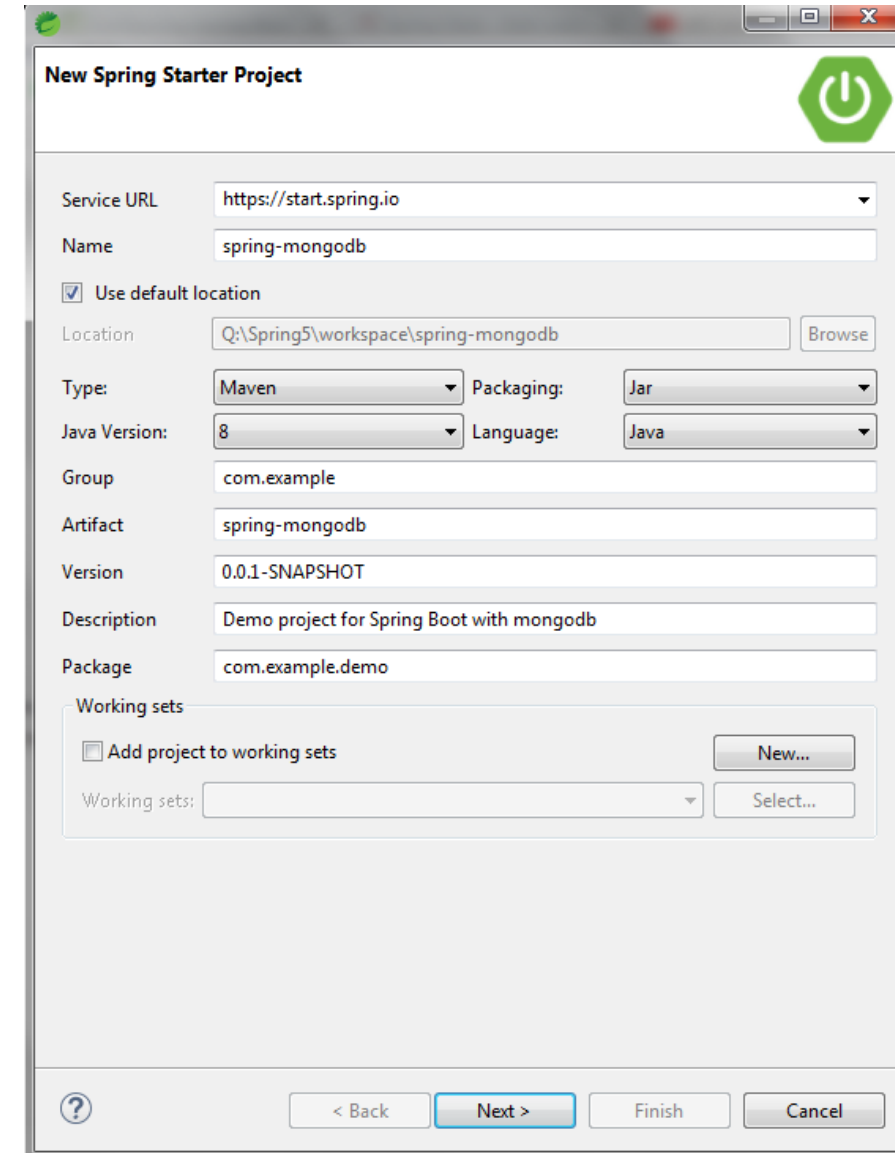 New Spring Starter Project
Service URL https://start.spring.io
Name spring-mongodb
Use default location
Location Q:\Spring5\workspace\spring-mongodb Browse
Type: Maven Packaging: Jar
Java Version: 8 Language: Java
Group com.example
Artifact spring-mongodb
Version 0.0.1-SNAPSHOT
Description Demo project for Spring Boot with mongodb
Package com.example.demo
Working sets
Add project to working sets New...
Working sets: Select...
? < Back Next > Finish Cancel